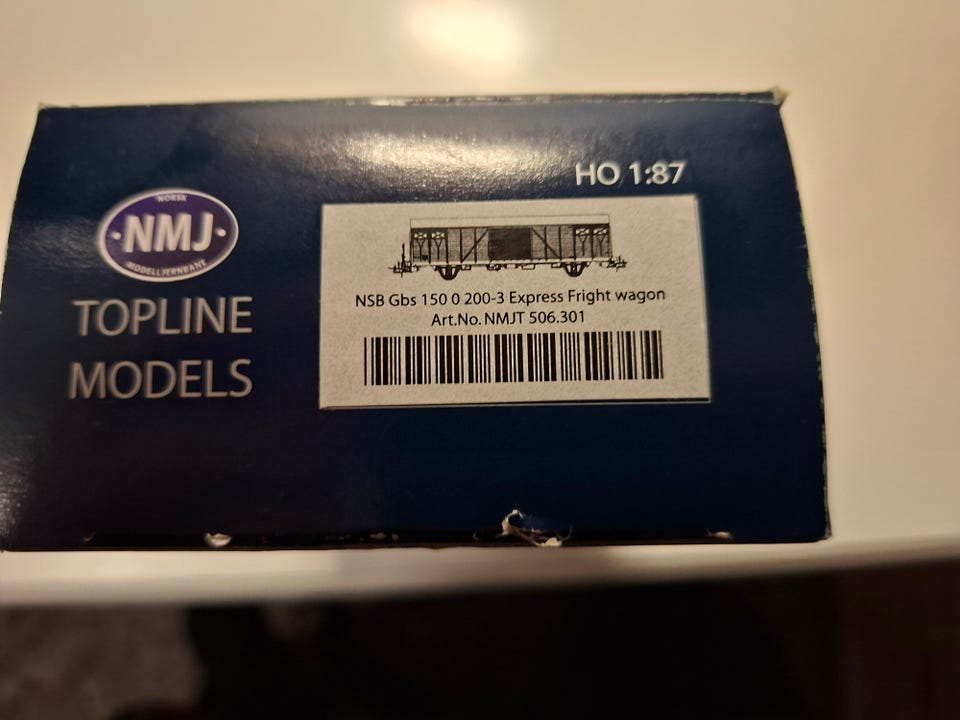 HO 1:87
NORSK
NMJ
MODELLJERNBANE
TOPLINE
MODELS
NSB Gbs 150 0 200-3 Express Fright wagon
Art.No. NMJT 506.301